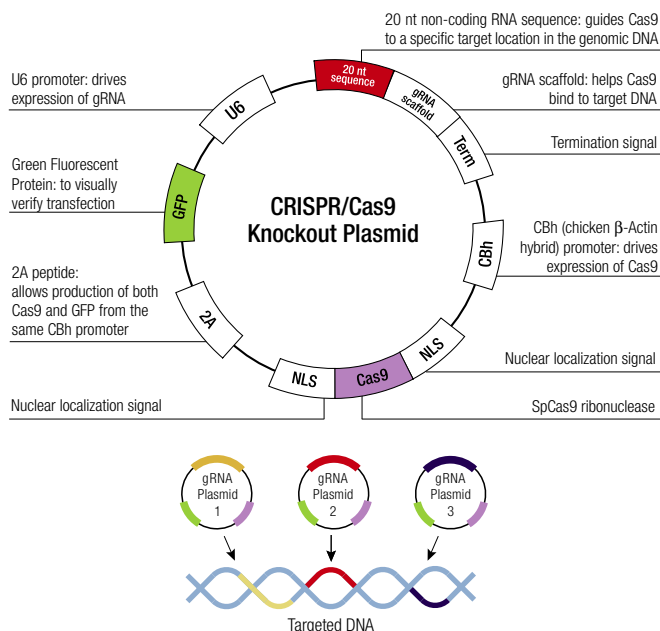 20 nt non-coding RNA sequence: guides Cas9
to a specific target location in the genomic DNA
U6 promoter: drives
expression of gRNA
gRNA scaffold: helps Cas9
bind to target DNA
Termination signal
Green Fluorescent
Protein: to visually
verify transfection
CBh (chicken β-Actin
hybrid) promoter: drives
expression of Cas9
2A peptide:
allows production of both
Cas9 and GFP from the
same CBh promoter
Nuclear localization signal
Nuclear localization signal
SpCas9 ribonuclease
20 nt
sequence
gRNA
scaffold
Term
CBh
NLS
Cas9
NLS
2A
GFP
U6
CRISPR/Cas9
Knockout Plasmid
gRNA
Plasmid
1
gRNA
Plasmid
2
gRNA
Plasmid
3
Targeted DNA